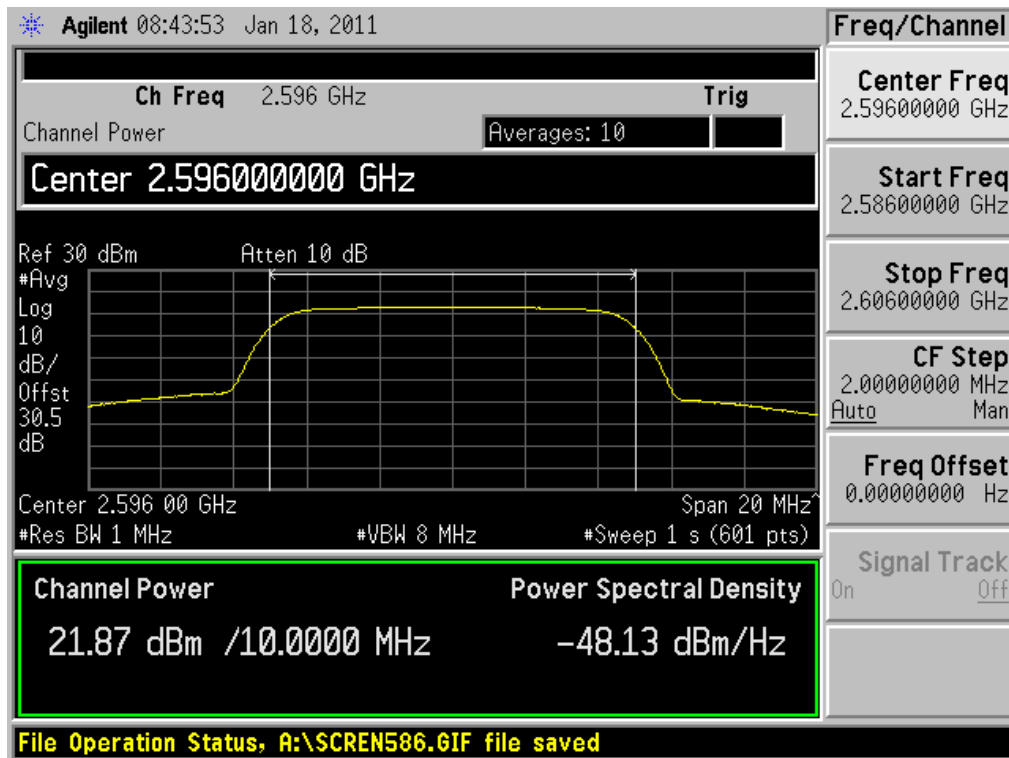 Agilent 08:43:53 Jan 18, 2011
Freq/Channel
Ch Freq 2.596 GHz Trig
Channel Power Averages: 10
Center 2.596000000 GHz
Ref 30 dBm Atten 10 dB
#Avg
Log
10
dB/
Offst
30.5
dB
Center 2.596 00 GHz Span 20 MHz^
#Res BW 1 MHz #VBW 8 MHz #Sweep 1 s (601 pts)
Channel Power Power Spectral Density
21.87 dBm /10.0000 MHz -48.13 dBm/Hz
File Operation Status, A:\SCREN586.GIF file saved
Center Freq
2.59600000 GHz
Start Freq
2.58600000 GHz
Stop Freq
2.60600000 GHz
CF Step
2.00000000 MHz
Auto Man
Freq Offset
0.00000000 Hz
Signal Track
On Off